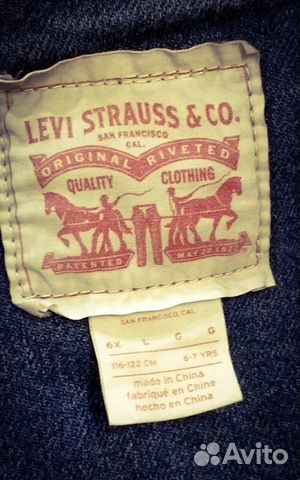 LEVI STRAUSS & CO.
SAN FRANCISCO
CAL.
ORIGINAL RIVETED
QUALITY CLOTHING
PATENTED MAY 20 187
SAN FRANCISCO, CAL.
6X L G G
116-122 CM 6-7 YRS
made in China
fabriqué en Chine
hecho en China
Avito